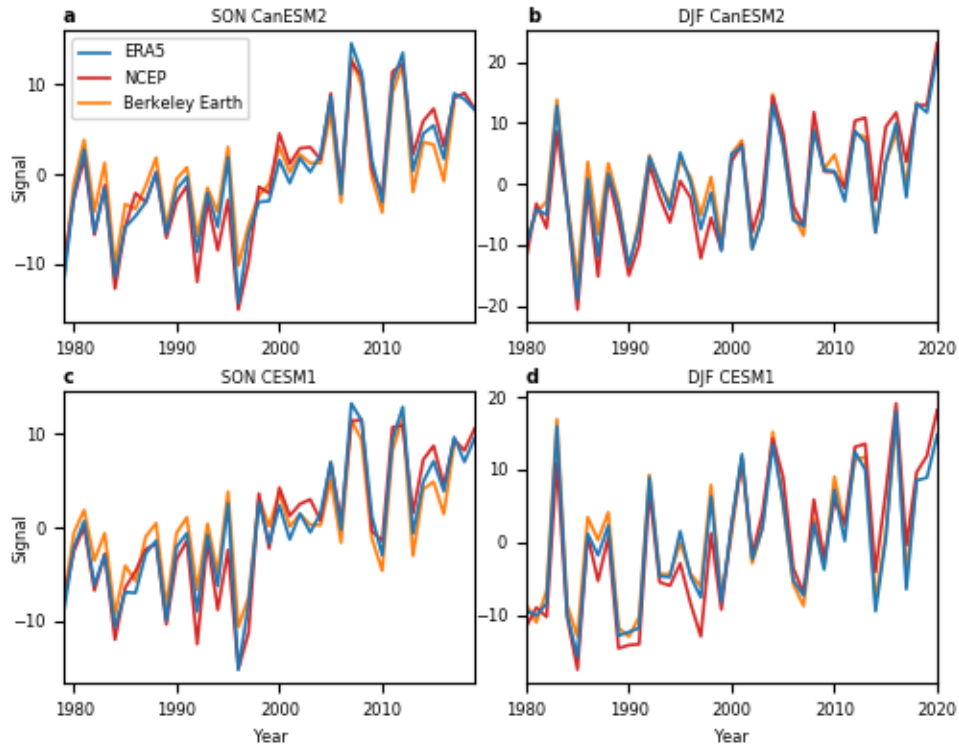 a
SON CanESM2
ERA5
NCEP
Berkeley Earth
Signal
10
0
−10
1980
1990
2000
2010
b
DJF CanESM2
20
10
0
−10
−20
1980
1990
2000
2010
2020
c
SON CESM1
Signal
10
0
−10
1980
1990
2000
2010
Year
d
DJF CESM1
20
10
0
−10
1980
1990
2000
2010
2020
Year